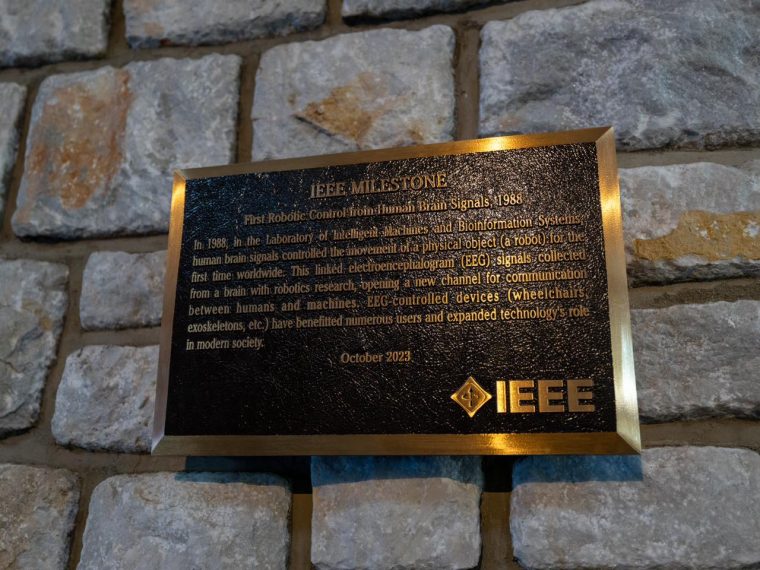 IEEE MILESTONE
First Robotic Control from Human Brain Signals, 1988
In 1988, in the Laboratory of Intelligent Machines and Bioinformation Systems,
human brain signals controlled the movement of a physical object (a robot) for the
first time worldwide. This linked electroencephalogram (EEG) signals collected
from a brain with robotics research, opening a new channel for communication
between humans and machines. EEG-controlled devices (wheelchairs,
exoskeletons, etc.) have benefitted numerous users and expanded technology's role
in modern society.
October 2023
IEEE